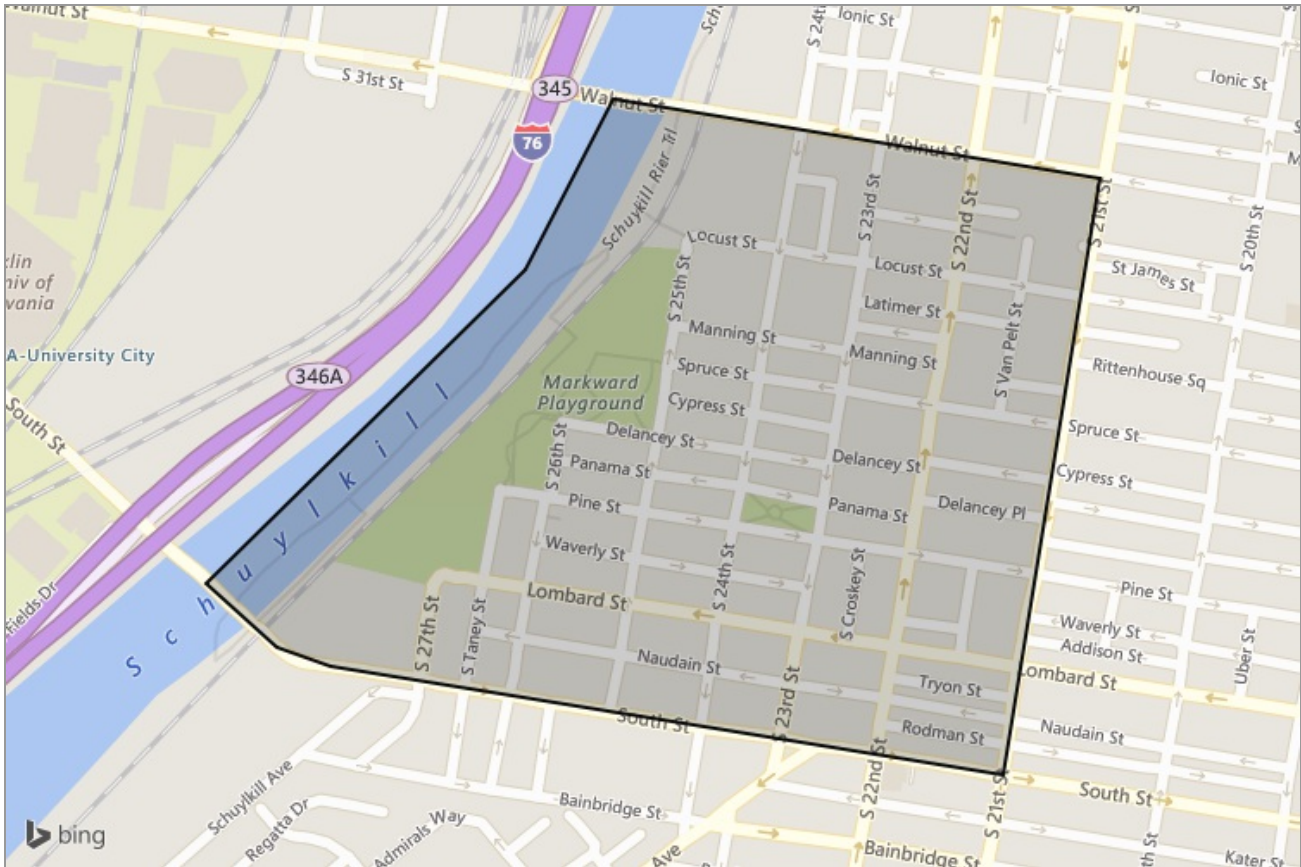 Walnut St
S 24th St
Ionic St
S 31st St
345
Walnut St
Ionic St
76
Walnut St
Schuylkill Rier Trl
S 23rd St
S 22nd St
S 21st St
S 20th St
Locust St
Locust St
St James St
S 25th St
Latimer St
Manning St
Manning St
S Van Pelt St
Rittenhouse Sq
A-University City
346A
Spruce St
Markward
Playground
Cypress St
South St
Delancey St
Spruce St
S 26th St
Panama St
Delancey St
Cypress St
Pine St
Panama St
Delancey Pl
Waverly St
S 24th St
S Croskey St
Schuylkill
Lombard St
Pine St
Fields Dr
S 27th St
S Taney St
Waverly St
Addison St
Uber St
Naudain St
Lombard St
Tryon St
S 23rd St
South St
Rodman St
Naudain St
S 22nd St
S 21st St
South St
Schuylkill Ave
Regatta Dr
Admirals Way
Bainbridge St
Ave
Bainbridge St
Kater St
bing